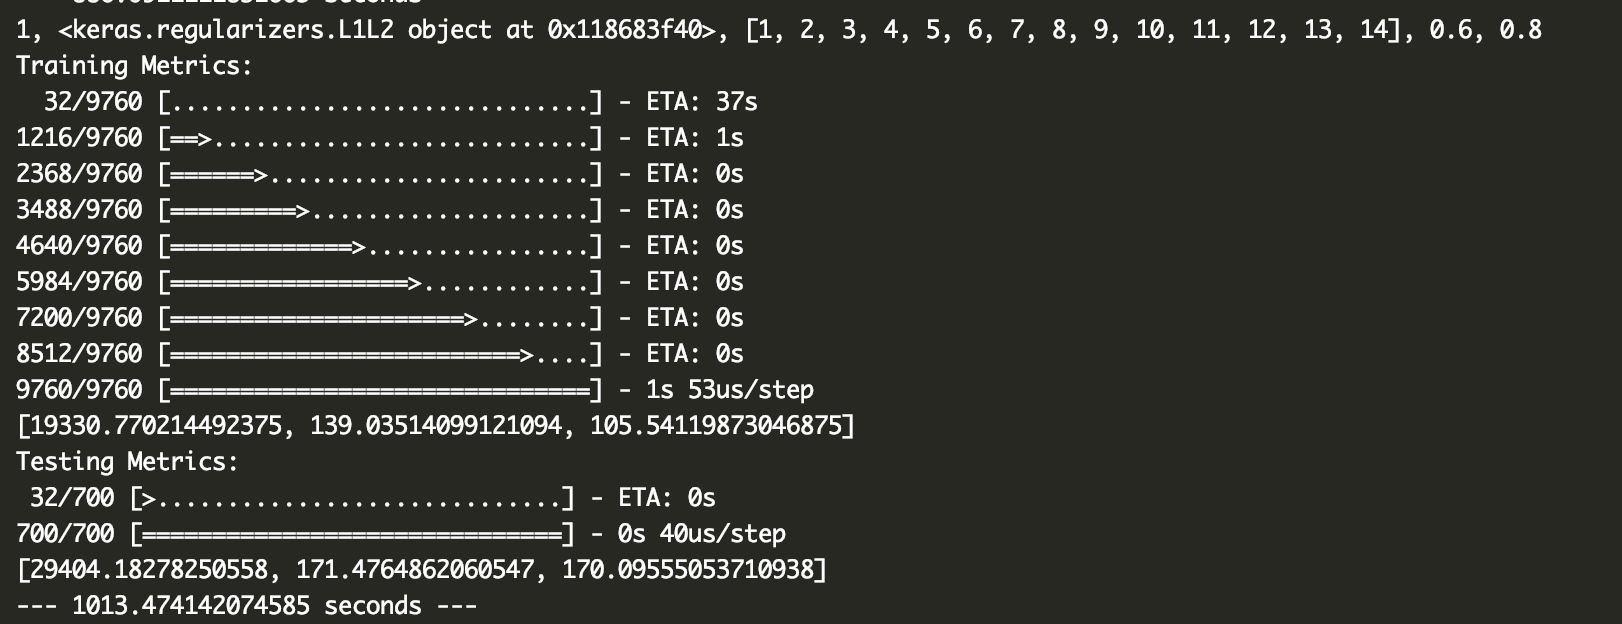 1, <keras.regularizers.L1L2 object at 0x118683f40>, [1, 2, 3, 4, 5, 6, 7, 8, 9, 10, 11, 12, 13, 14], 0.6, 0.8
Training Metrics:
  32/9760 [..............................] - ETA: 37s
1216/9760 [==>...........................] - ETA: 1s
2368/9760 [======>.......................] - ETA: 0s
3488/9760 [=========>....................] - ETA: 0s
4640/9760 [=============>................] - ETA: 0s
5984/9760 [=================>............] - ETA: 0s
7200/9760 [=====================>........] - ETA: 0s
8512/9760 [=========================>....] - ETA: 0s
9760/9760 [==============================] - 1s 53us/step
[19330.770214492375, 139.03514099121094, 105.54119873046875]
Testing Metrics:
 32/700 [>.............................] - ETA: 0s
700/700 [==============================] - 0s 40us/step
[29404.18278250558, 171.4764862060547, 170.09555053710938]
--- 1013.474142074585 seconds ---